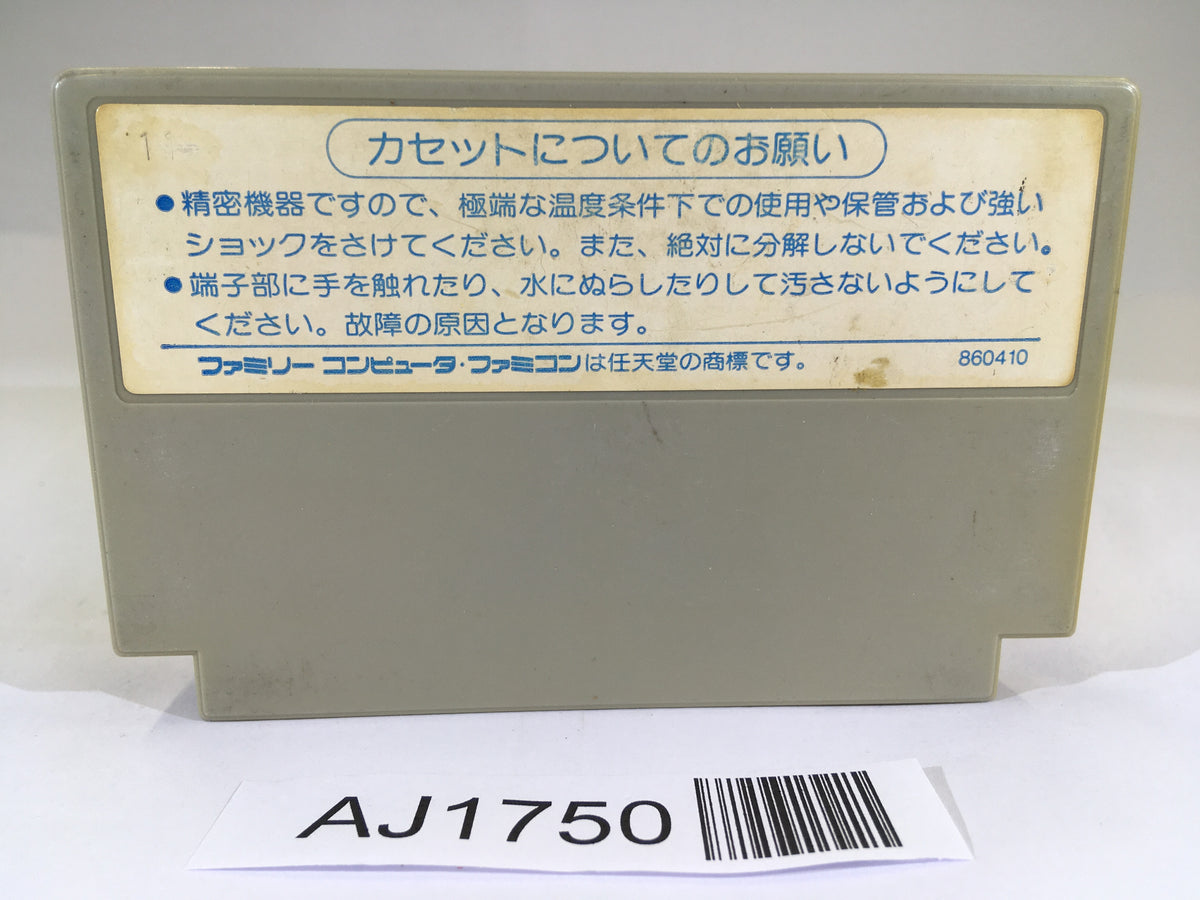 カセットについてのお願い
●精密機器ですので、極端な温度条件下での使用や保管および強い
ショックをさけてください。また、絶対に分解しないでください。
●端子部に手を触れたり、水にぬらしたりして汚さないようにして
ください。故障の原因となります。
ファミリーコンピュータ・ファミコンは任天堂の商標です。 860410
AJ1750